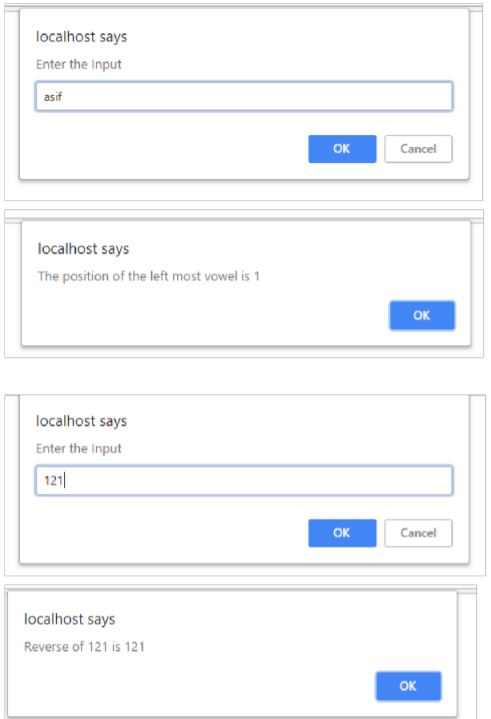 localhost says
Enter the Input
asif
OK Cancel
localhost says
The position of the left most vowel is 1
OK
localhost says
Enter the Input
121
OK Cancel
localhost says
Reverse of 121 is 121
OK